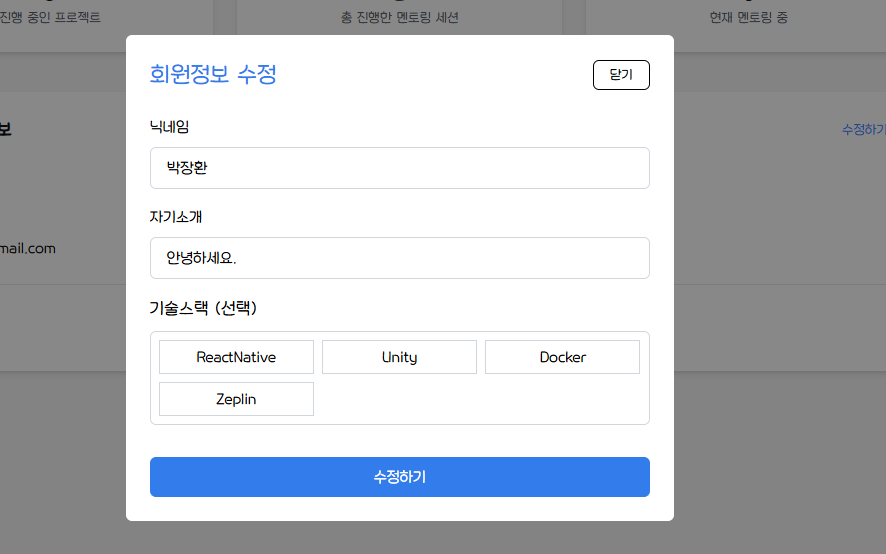 진행 중인 프로젝트
총 진행한 멘토링 세션
현재 멘토링 중
회원정보 수정
닫기
보
수정하기
닉네임
박장환
자기소개
mail.com
안녕하세요.
기술스택 (선택)
ReactNative
Unity
Docker
Zeplin
수정하기